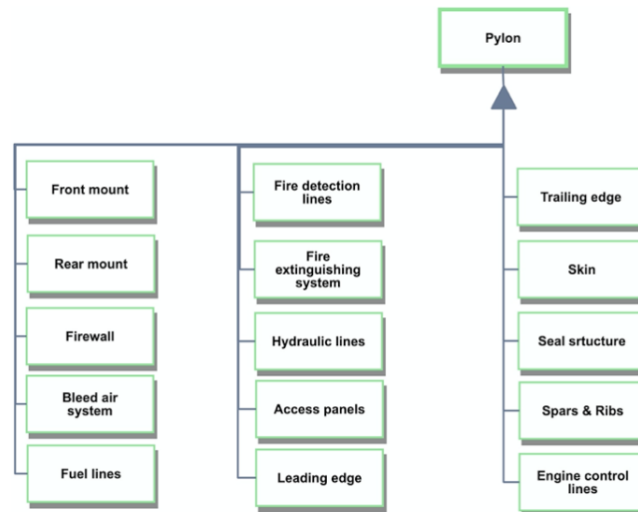 Pylon
Front mount
Rear mount
Firewall
Bleed air
system
Fuel lines
Fire detection
lines
Fire
extinguishing
system
Hydraulic lines
Access panels
Leading edge
Trailing edge
Skin
Seal srtucture
Spars & Ribs
Engine control
lines